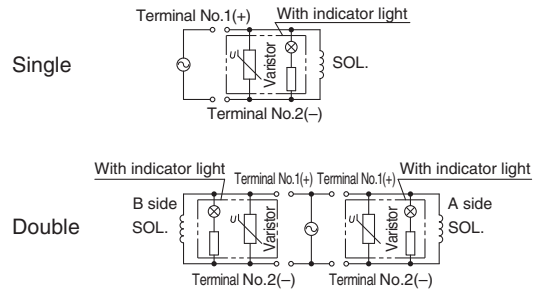 Terminal No.1(+) With indicator light
Single
U
Varistor
SOL.
Terminal No.2(–)
With indicator light Terminal No.1(+) Terminal No.1(+) With indicator light
Double
B side
SOL.
U
Varistor
U
Varistor
A side
SOL.
Terminal No.2(–) Terminal No.2(–)